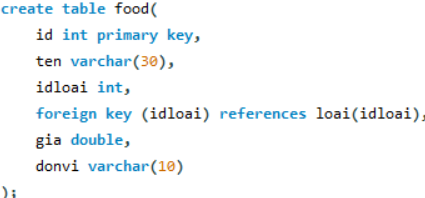 create table food(
    id int primary key,
    ten varchar(30),
    idloai int,
    foreign key (idloai) references loai(idloai),
    gia double,
    donvi varchar(10)
);